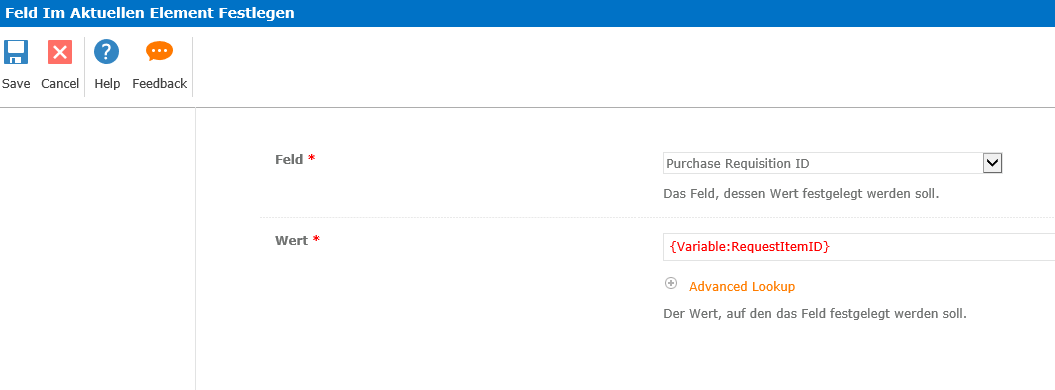 Feld Im Aktuellen Element Festlegen
Save Cancel Help Feedback
Feld * Purchase Requisition ID
Das Feld, dessen Wert festgelegt werden soll.
Wert * {Variable:RequestItemID}
Advanced Lookup
Der Wert, auf den das Feld festgelegt werden soll.